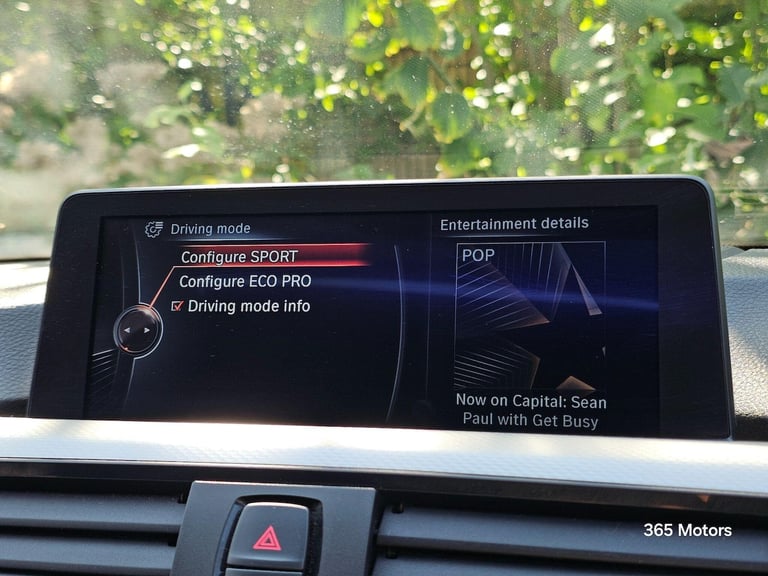 Driving mode
Configure SPORT
Configure ECO PRO
Driving mode info
Entertainment details
POP
Now on Capital: Sean
Paul with Get Busy
365 Motors